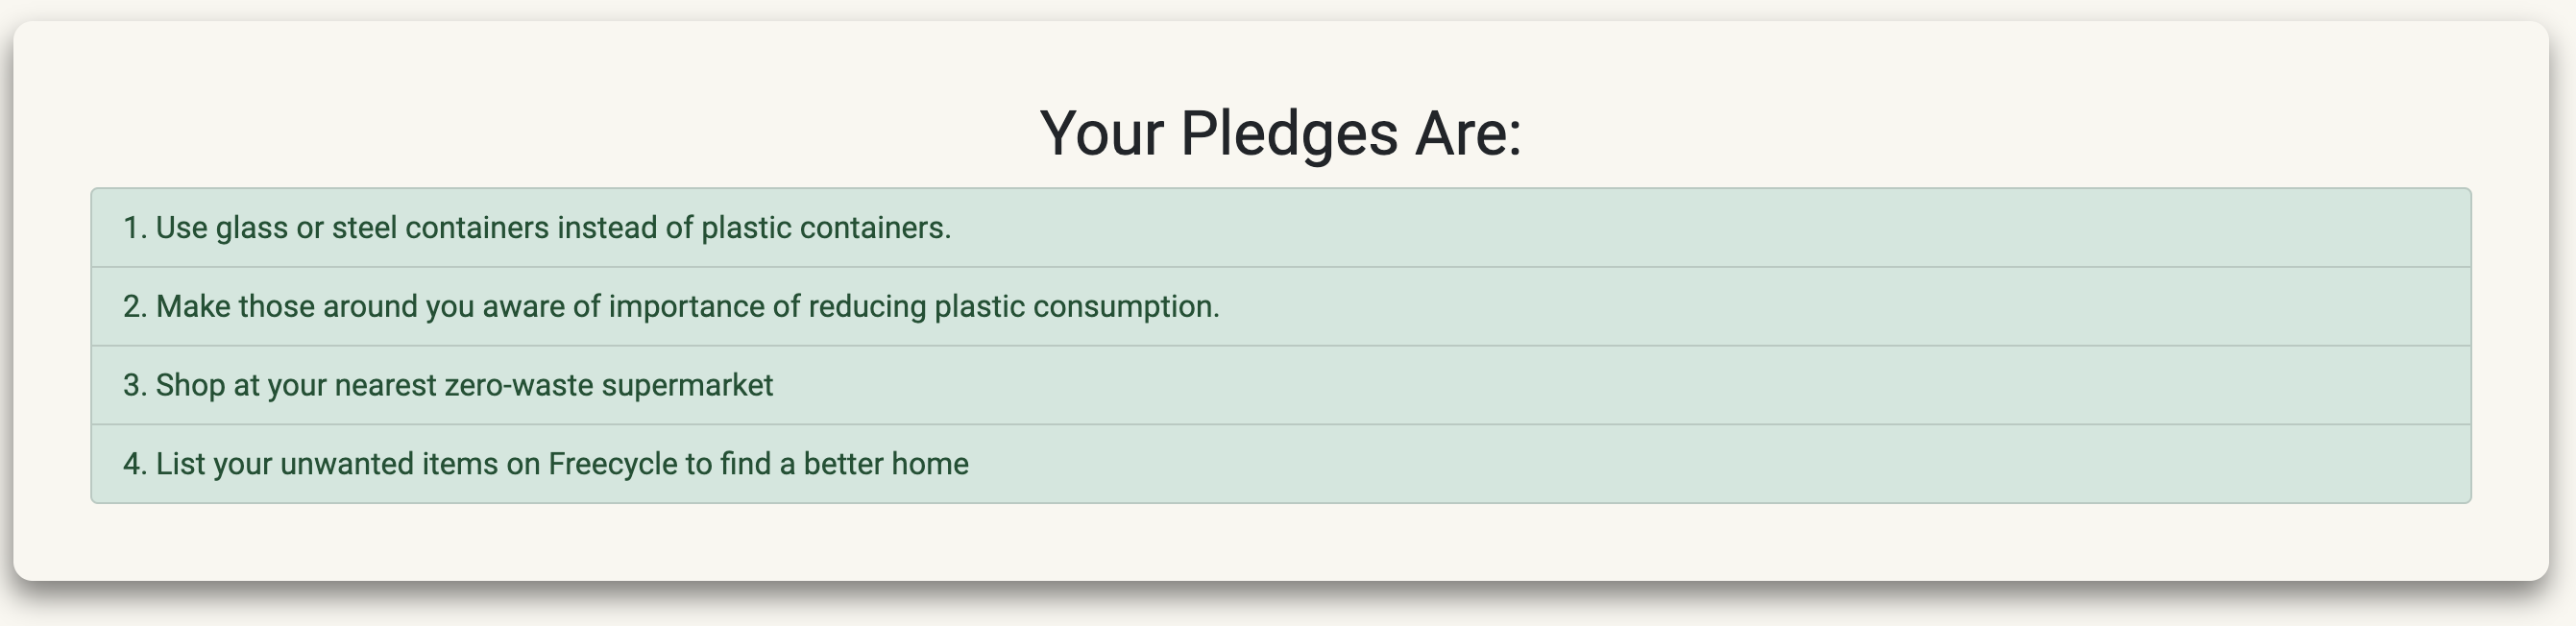 Your Pledges Are:
1. Use glass or steel containers instead of plastic containers.
2. Make those around you aware of importance of reducing plastic consumption.
3. Shop at your nearest zero-waste supermarket
4. List your unwanted items on Freecycle to find a better home